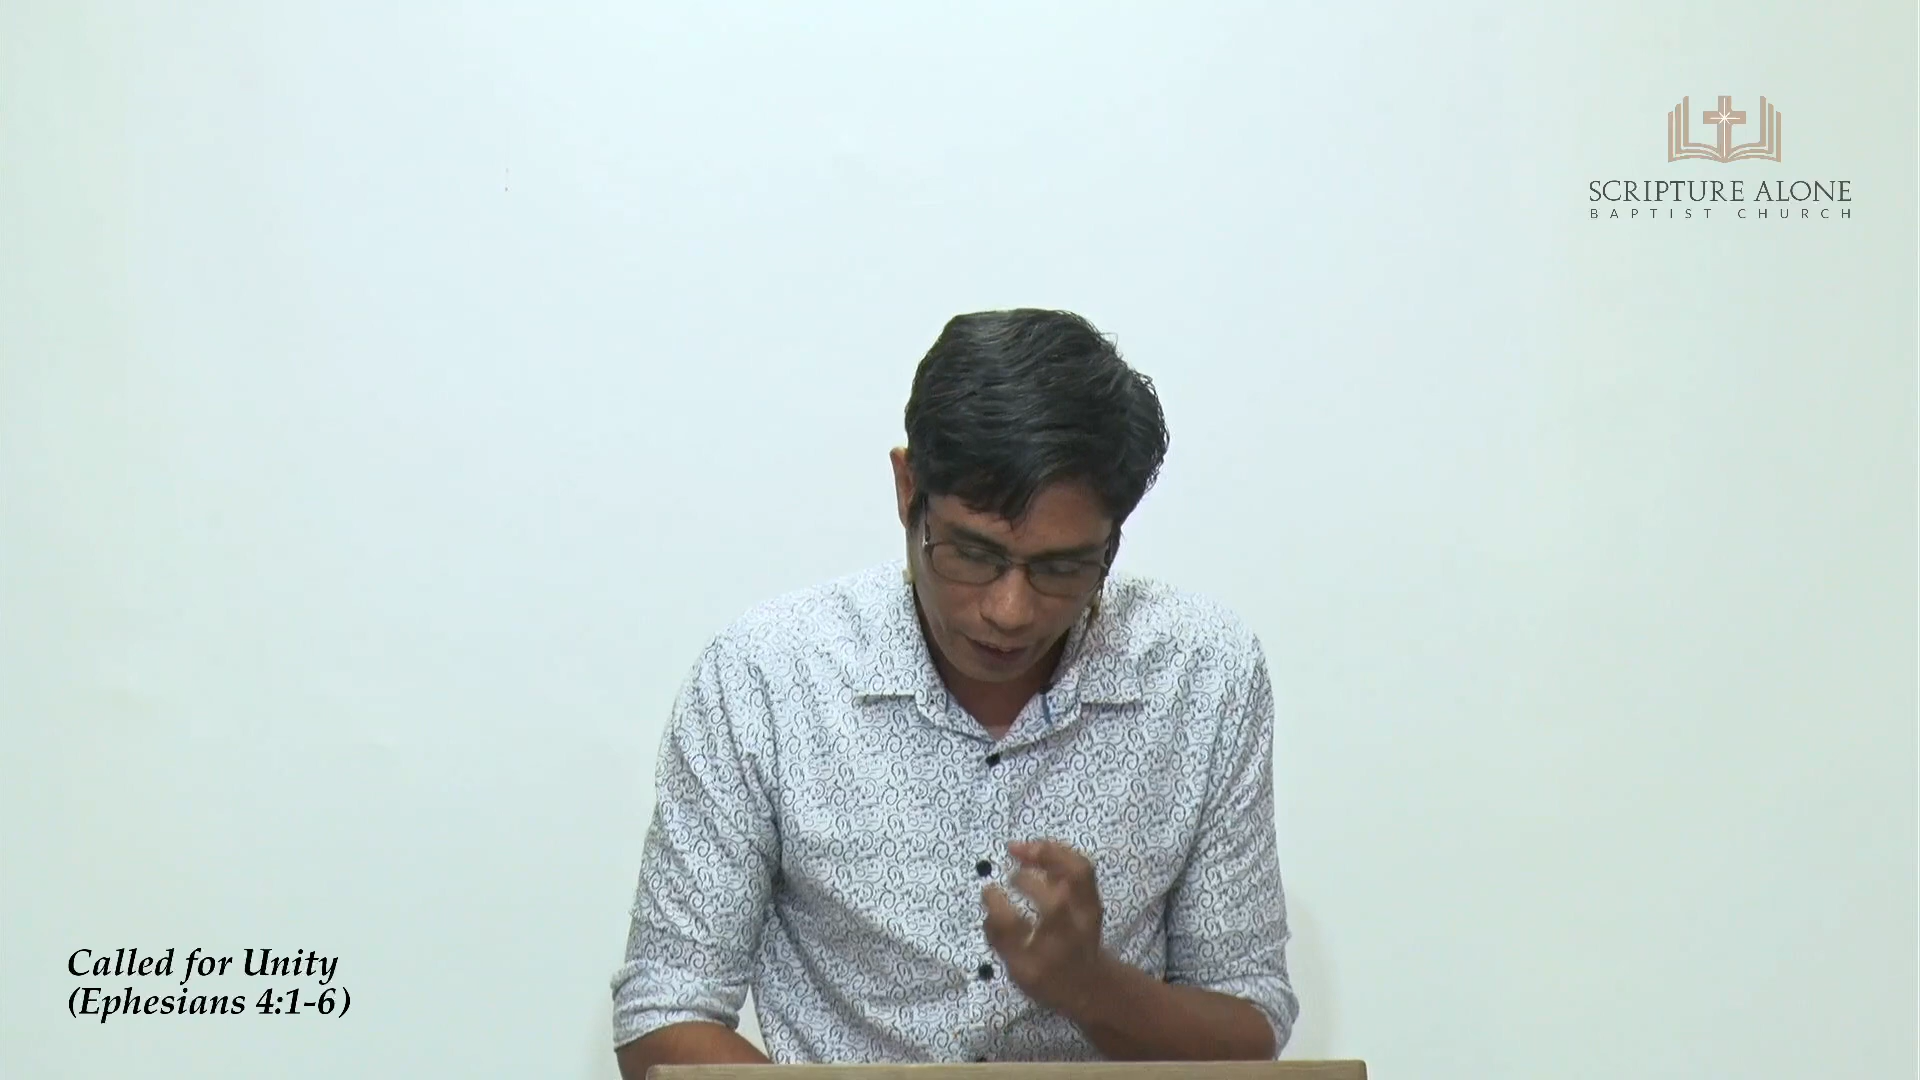 SCRIPTURE ALONE
BAPTIST CHURCH
Called for Unity
(Ephesians 4:1-6)